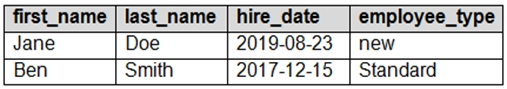 first_name last_name hire_date employee_type
Jane Doe 2019-08-23 new
Ben Smith 2017-12-15 Standard